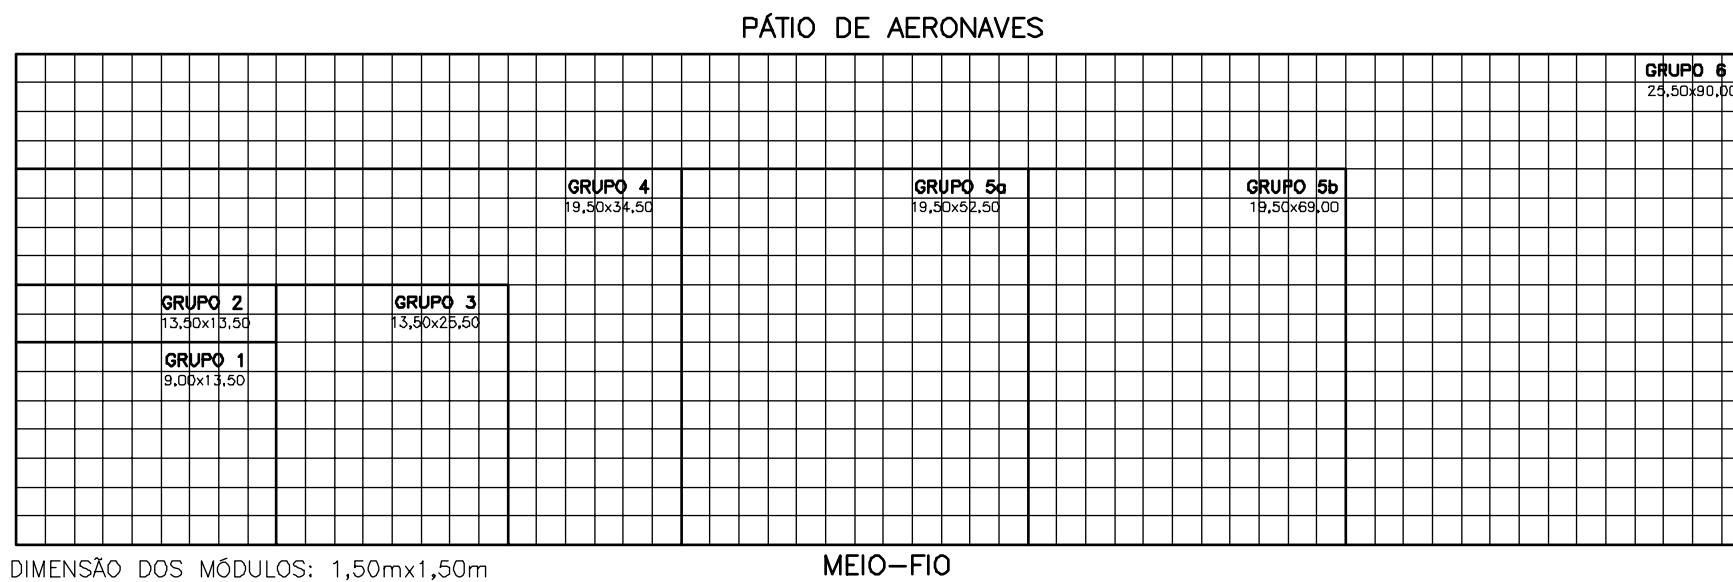 PÁTIO DE AERONAVES
GRUPO 6
25,50x90,00
GRUPO 4
19,50x34,50
GRUPO 5a
19,50x52,50
GRUPO 5b
19,50x69,00
GRUPO 2
13,50x13,50
GRUPO 3
13,50x25,50
GRUPO 1
9,00x13,50
MEIO-FIO
DIMENSÃO DOS MÓDULOS: 1,50mx1,50m